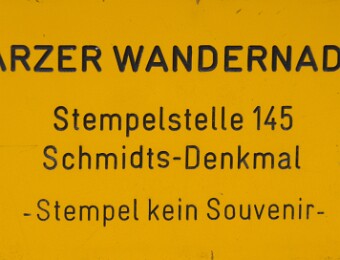 ARZER WANDERNAD
Stempelstelle 145
Schmidts-Denkmal
-Stempel kein Souvenir-